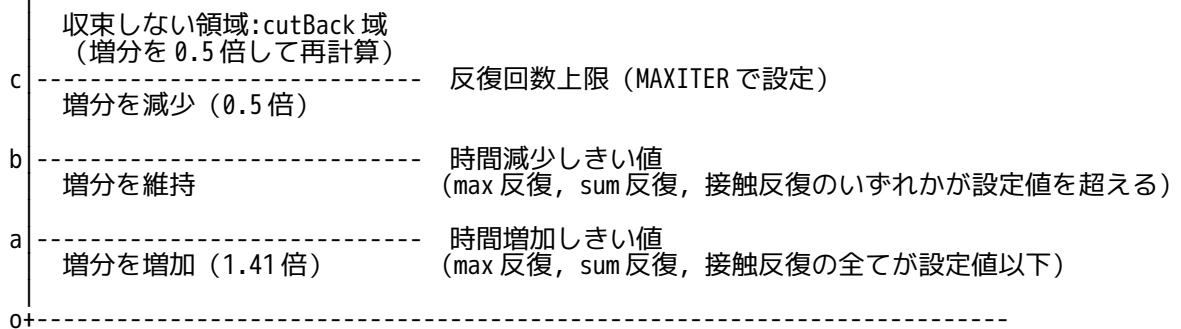 収束しない領域:cutBack域
（増分を0.5倍して再計算）
c|----------------------------- 反復回数上限 (MAXITERで設定)
増分を減少 (0.5倍)
b|----------------------------- 時間減少しきい値
増分を維持 (max反復, sum反復, 接触反復のいずれかが設定値を超える)
a|----------------------------- 時間増加しきい値
増分を増加 (1.41倍) (max反復, sum反復, 接触反復の全てが設定値以下)
o+-------------------------------------------------------------------------